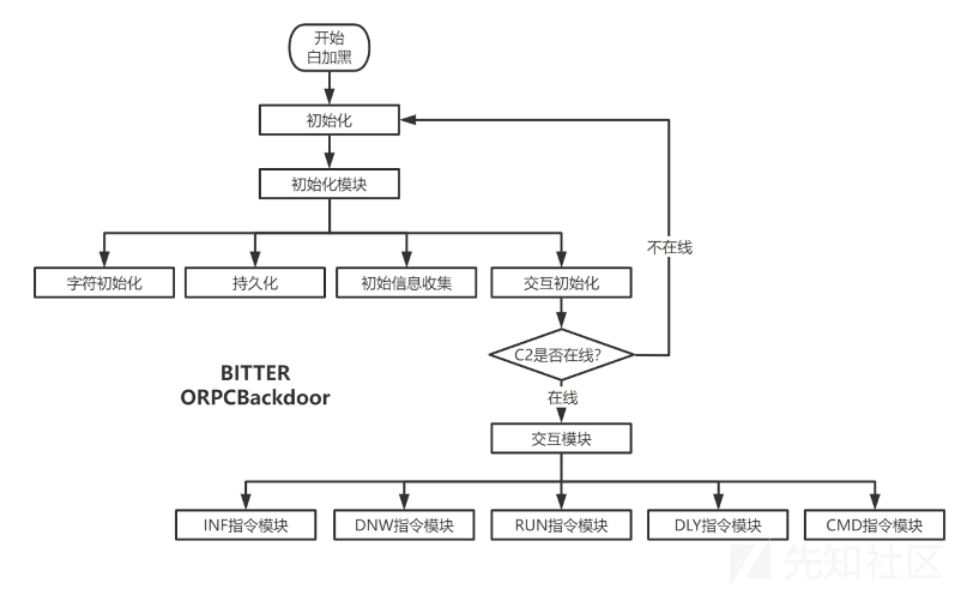 开始
白加黑
初始化
初始化模块
不在线
字符初始化
持久化
初始信息收集
交互初始化
C2是否在线?
BITTER
ORPCBackdoor
在线
交互模块
INF指令模块
DNW指令模块
RUN指令模块
DLY指令模块
CMD指令模块
先知社区